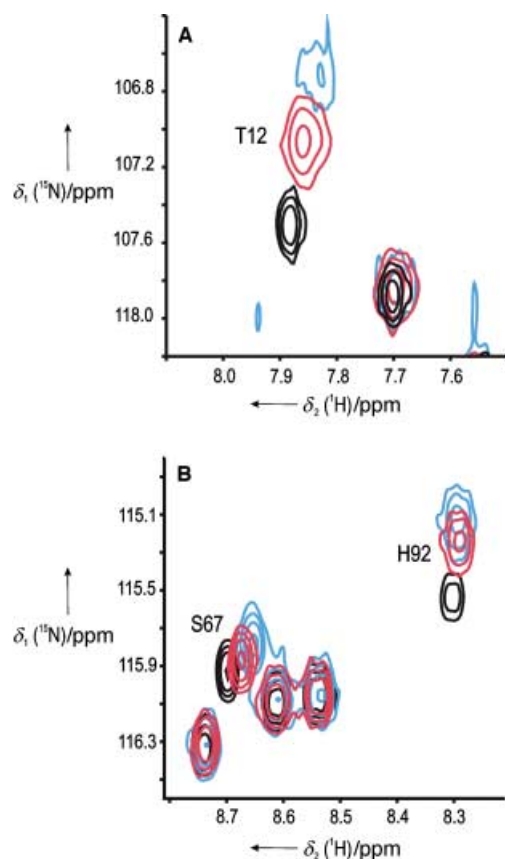 A
106.8
T12
107.2
δ₁ (¹⁵N)/ppm
107.6
118.0
8.0 7.9 7.8 7.7 7.6
δ₂ (¹H)/ppm
B
115.1
H92
115.5
S67
δ₁ (¹⁵N)/ppm
115.9
116.3
8.7 8.6 8.5 8.4 8.3
δ₂ (¹H)/ppm